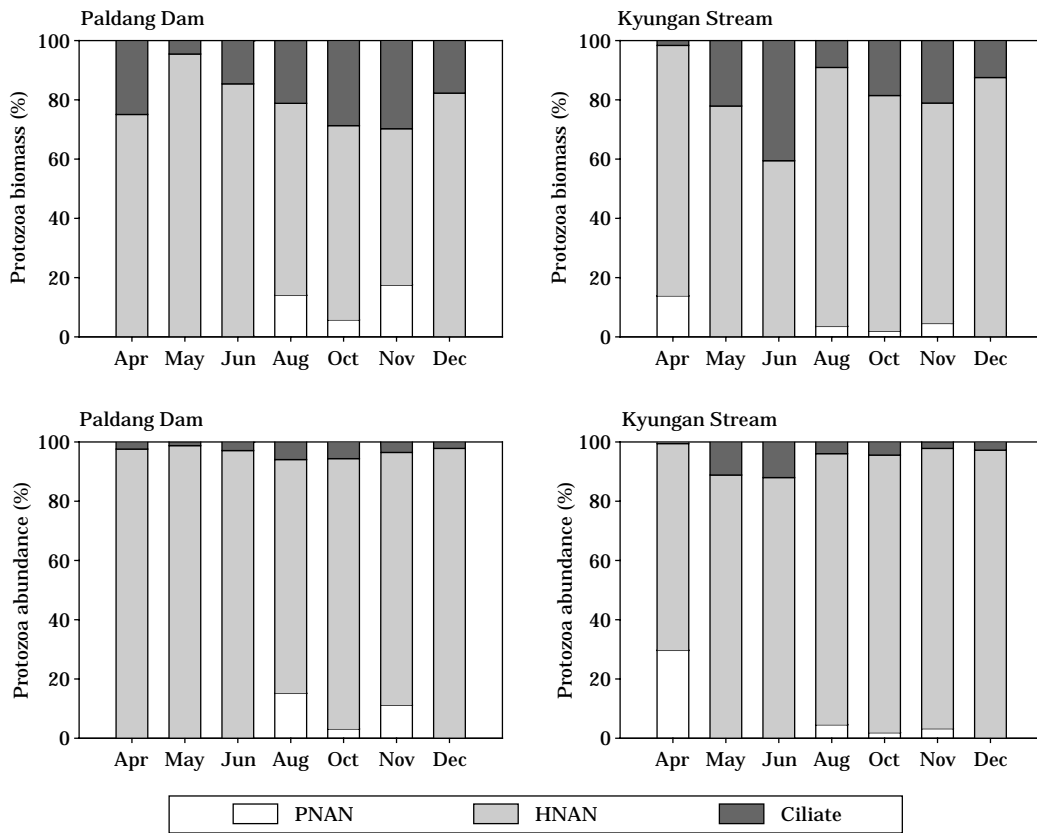 Paldang Dam
Protozoa biomass (%)
100
80
60
40
20
0
Apr May Jun Aug Oct Nov Dec
Kyungan Stream
Protozoa biomass (%)
100
80
60
40
20
0
Apr May Jun Aug Oct Nov Dec
Paldang Dam
Protozoa abundance (%)
100
80
60
40
20
0
Apr May Jun Aug Oct Nov Dec
Kyungan Stream
Protozoa abundance (%)
100
80
60
40
20
0
Apr May Jun Aug Oct Nov Dec
PNAN HNAN Ciliate